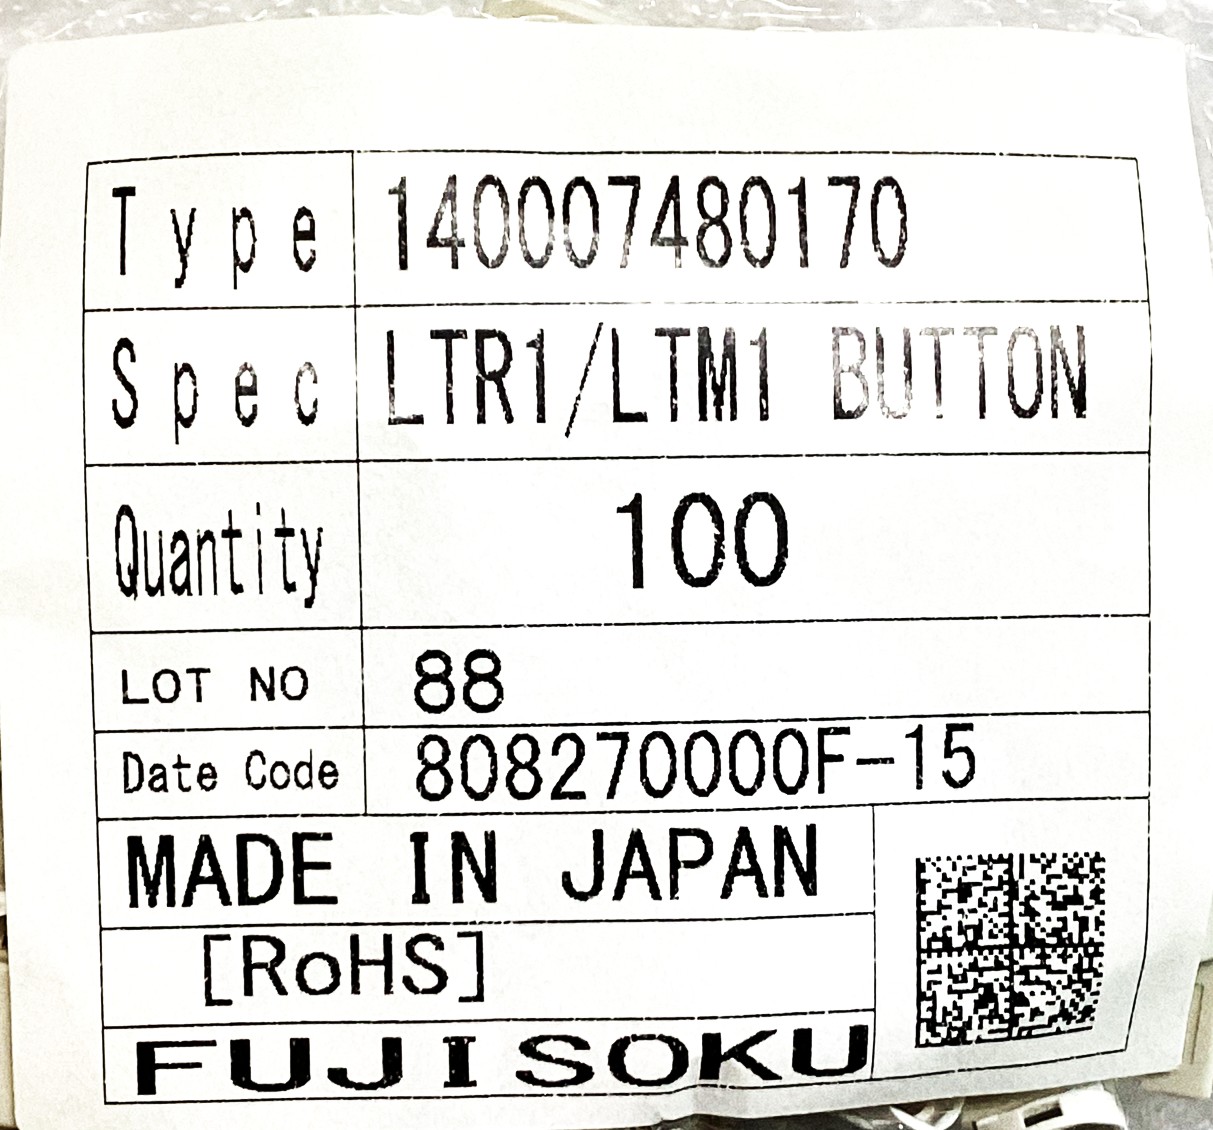 Type 140007480170
Spec LTR1/LTM1 BUTTON
Quantity 100
LOT NO 88
Date Code 808270000F-15
MADE IN JAPAN
[RoHS]
FUJISOKU